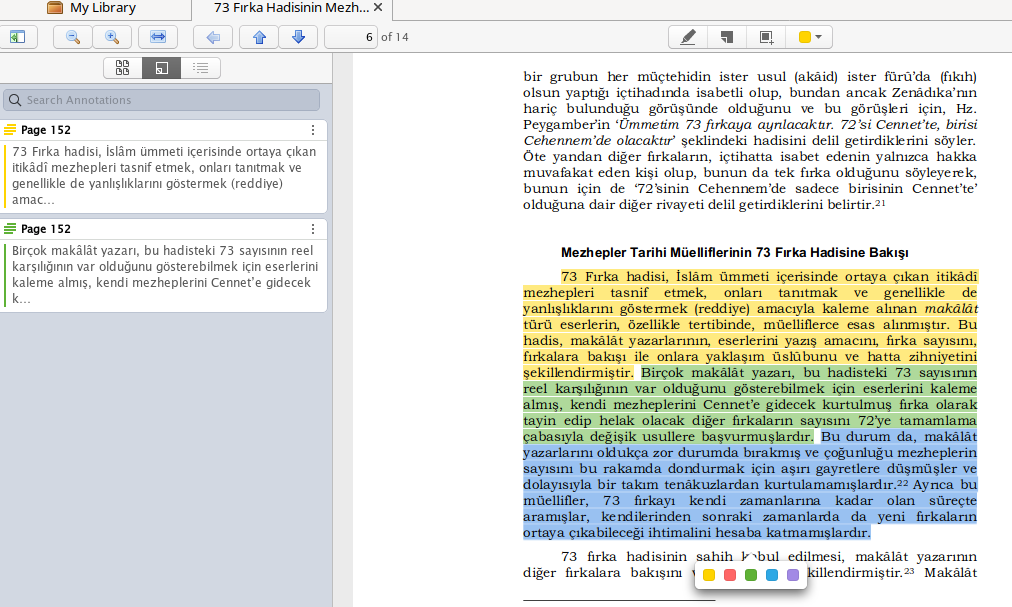 My Library
73 Fırka Hadisinin Mezh...
6 of 14
Search Annotations
Page 152
73 Fırka hadisi, İslâm ümmeti içerisinde ortaya çıkan
itikâdî mezhepleri tasnif etmek, onları tanıtmak ve
genellikle de yanlışlıklarını göstermek (reddiye)
amac...
Page 152
Birçok makâlât yazarı, bu hadisteki 73 sayısının reel
karşılığının var olduğunu gösterebilmek için eserlerini
kaleme almış, kendi mezheplerini Cennet'e gidecek
k...
bir grubun her müçtehidin ister usul (akâid) ister fürû'da (fıkıh)
olsun yaptığı içtihadında isabetli olup, bundan ancak Zenâdıka'nın
hariç bulunduğu görüşünde olduğunu ve bu görüşleri için, Hz.
Peygamber'in 'Ümmetim 73 fırkaya ayrılacaktır. 72'si Cennet'te, birisi
Cehennem'de olacaktır' şeklindeki hadisini delil getirdiklerini söyler.
Öte yandan diğer fırkaların, içtihatta isabet edenin yalnızca hakka
muvafakat eden kişi olup, bunun da tek fırka olduğunu söyleyerek,
bunun için de '72'sinin Cehennem'de sadece birisinin Cennet'te'
olduğuna dair diğer rivayeti delil getirdiklerini belirtir.21
Mezhepler Tarihi Müelliflerinin 73 Fırka Hadisine Bakışı
73 Fırka hadisi, İslâm ümmeti içerisinde ortaya çıkan itikâdî
mezhepleri tasnif etmek, onları tanıtmak ve genellikle de
yanlışlıklarını göstermek (reddiye) amacıyla kaleme alınan makâlât
türü eserlerin, özellikle tertibinde, müelliflerce esas alınmıştır. Bu
hadis, makâlât yazarlarının, eserlerini yazış amacını, fırka sayısını,
fırkalara bakışı ile onlara yaklaşım üslûbunu ve hatta zihniyetini
şekillendirmiştir. Birçok makâlât yazarı, bu hadisteki 73 sayısının
reel karşılığının var olduğunu gösterebilmek için eserlerini kaleme
almış, kendi mezheplerini Cennet'e gidecek kurtulmuş fırka olarak
tayin edip helak olacak diğer fırkaların sayısını 72'ye tamamlama
çabasıyla değişik usullere başvurmuşlardır. Bu durum da, makâlât
yazarlarını oldukça zor durumda bırakmış ve çoğunluğu mezheplerin
sayısını bu rakamda dondurmak için aşırı gayretlere düşmüşler ve
dolayısıyla bir takım tenâkuzlardan kurtulamamışlardır.22 Ayrıca bu
müellifler, 73 fırkayı kendi zamanlarına kadar olan süreçte
aramışlar, kendilerinden sonraki zamanlarda da yeni fırkaların
ortaya çıkabileceği ihtimalini hesaba katmamışlardır.
73 fırka hadisinin sahih kabul edilmesi, makâlât yazarının
diğer fırkalara bakışını killendirmiştir.23 Makâlât